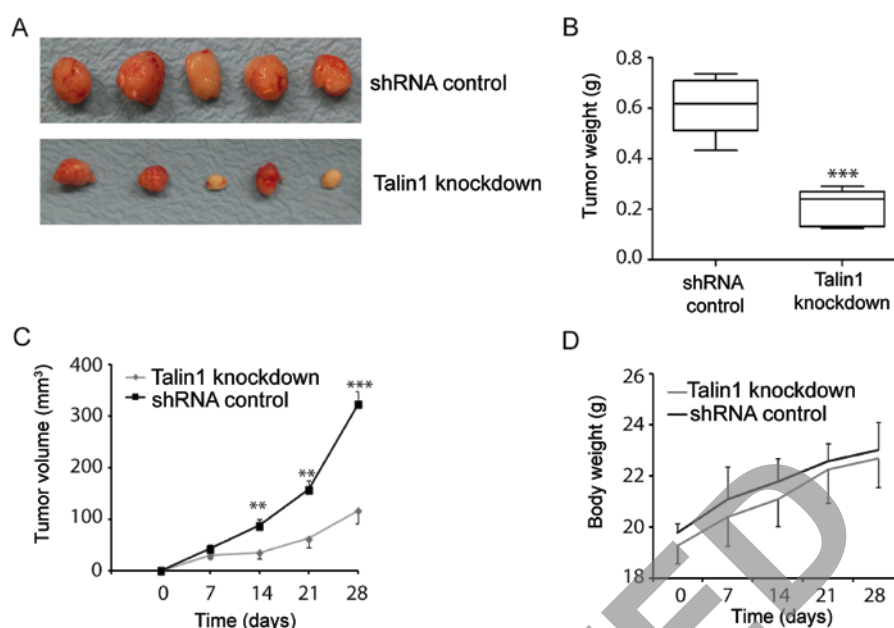 A
shRNA control
Talin1 knockdown
B
Tumor weight (g)
0.8
0.6
0.4
0.2
0.0
***
shRNA
control
Talin1
knockdown
C
Tumor volume (mm³)
400
300
200
100
0
Talin1 knockdown
shRNA control
**
**
***
0 7 14 21 28
Time (days)
D
Body weight (g)
26
24
22
20
18
Talin1 knockdown
shRNA control
0 7 14 21 28
Time (days)